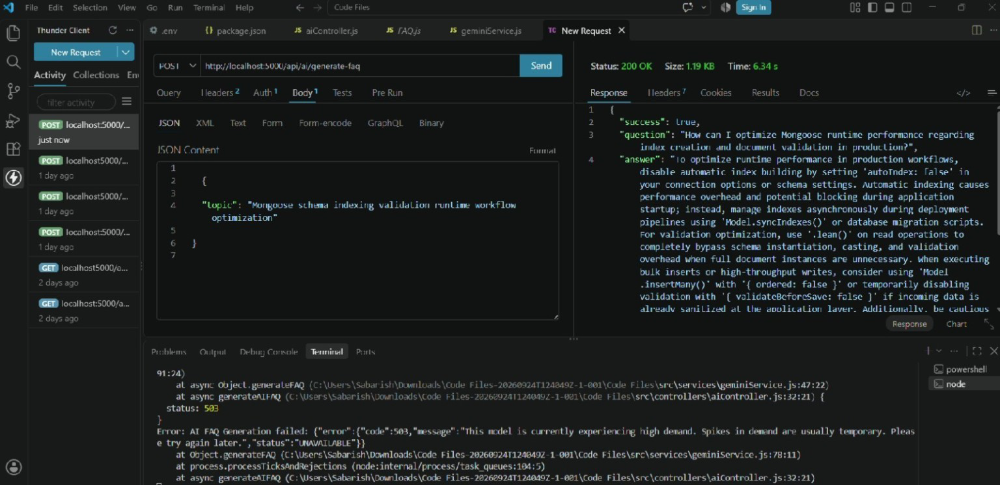 File Edit Selection View Go Run Terminal Help
Code Files
Sign In
Thunder Client
.env
{} package.json
JS aiController.js
JS FAQ.js
JS geminiService.js
TC New Request
New Request
Activity Collections En
filter activity
POST localhost:5000/...
just now
POST localhost5000/...
1 day ago
POST localhost:5000/...
1 day ago
POST localhost:5000/...
1 day ago
GET localhost5000/a...
2 days ago
GET localhost:5000/a...
2 days ago
POST http://localhost:5000/api/ai/generate-faq Send
Query Headers 2 Auth 1 Body 1 Tests Pre Run
JSON XML Text Form Form-encode GraphQL Binary
JSON Content Format
1
2 {
3
4 "topic": "Mongoose schema indexing validation runtime workflow
optimization"
5
6 }
7
Status: 200 OK Size: 1.19 KB Time: 6.34 s
Response Headers 7 Cookies Results Docs </>
1 {
2 "success": true,
3 "question": "How can I optimize Mongoose runtime performance regarding
index creation and document validation in production?",
4 "answer": "To optimize runtime performance in production workflows,
disable automatic index building by setting 'autoIndex: false' in
your connection options or schema settings. Automatic indexing causes
performance overhead and potential blocking during application
startup; instead, manage indexes asynchronously during deployment
pipelines using 'Model.syncIndexes()' or database migration scripts.
For validation optimization, use '.lean()' on read operations to
completely bypass schema instantiation, casting, and validation
overhead when full document instances are unnecessary. When executing
bulk inserts or high-throughput writes, consider using 'Model
.insertMany()' with '{ ordered: false }' or temporarily disabling
validation with '{ validateBeforeSave: false }' if incoming data is
already sanitized at the application layer. Additionally, be cautious
Response Chart
Problems Output Debug Console Terminal Ports
91:24)
at async Object.generateFAQ (C:\Users\Sabarish\Downloads\Code Files-20260924T124049Z-1-001\Code Files\src\services\geminiService.js:47:22)
at async generateAIFAQ (C:\Users\Sabarish\Downloads\Code Files-20260924T124049Z-1-001\Code Files\src\controllers\aiController.js:32:21) {
status: 503
}
Error: AI FAQ Generation failed: {"error":{"code":503,"message":"This model is currently experiencing high demand. Spikes in demand are usually temporary. Pleas
e try again later.","status":"UNAVAILABLE"}}
at Object.generateFAQ (C:\Users\Sabarish\Downloads\Code Files-20260924T124049Z-1-001\Code Files\src\services\geminiService.js:78:11)
at process.processTicksAndRejections (node:internal/process/task_queues:104:5)
at async generateAIFAQ (C:\Users\Sabarish\Downloads\Code Files-20260924T124049Z-1-001\Code Files\src\controllers\aiController.js:32:21)
powershell
node